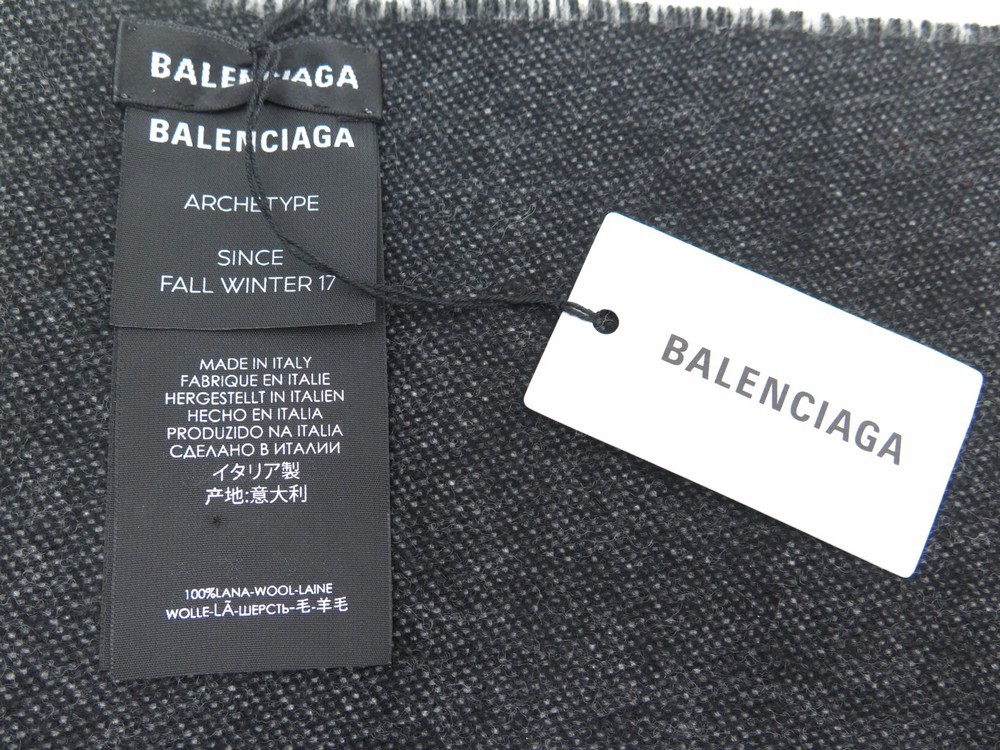 BALENCIAGA
BALENCIAGA
ARCHETYPE
SINCE
FALL WINTER 17
MADE IN ITALY
FABRIQUE EN ITALIE
HERGESTELLT IN ITALIEN
HECHO EN ITALIA
PRODUZIDO NA ITALIA
СДЕЛАНО В ИТАЛИИ
イタリア製
产地:意大利
100%LANA-WOOL-LAINE
WOLLE-LÃ-ШЕРСТЬ-毛-羊毛
BALENCIAGA